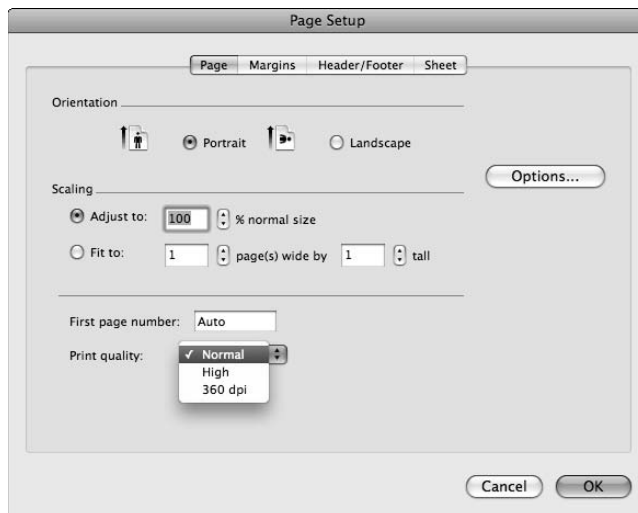 Page Setup
Page Margins Header/Footer Sheet
Orientation
Portrait Landscape
Options...
Scaling
Adjust to: 100 % normal size
Fit to: 1 page(s) wide by 1 tall
First page number: Auto
Print quality: ✓ Normal
High
360 dpi
Cancel OK